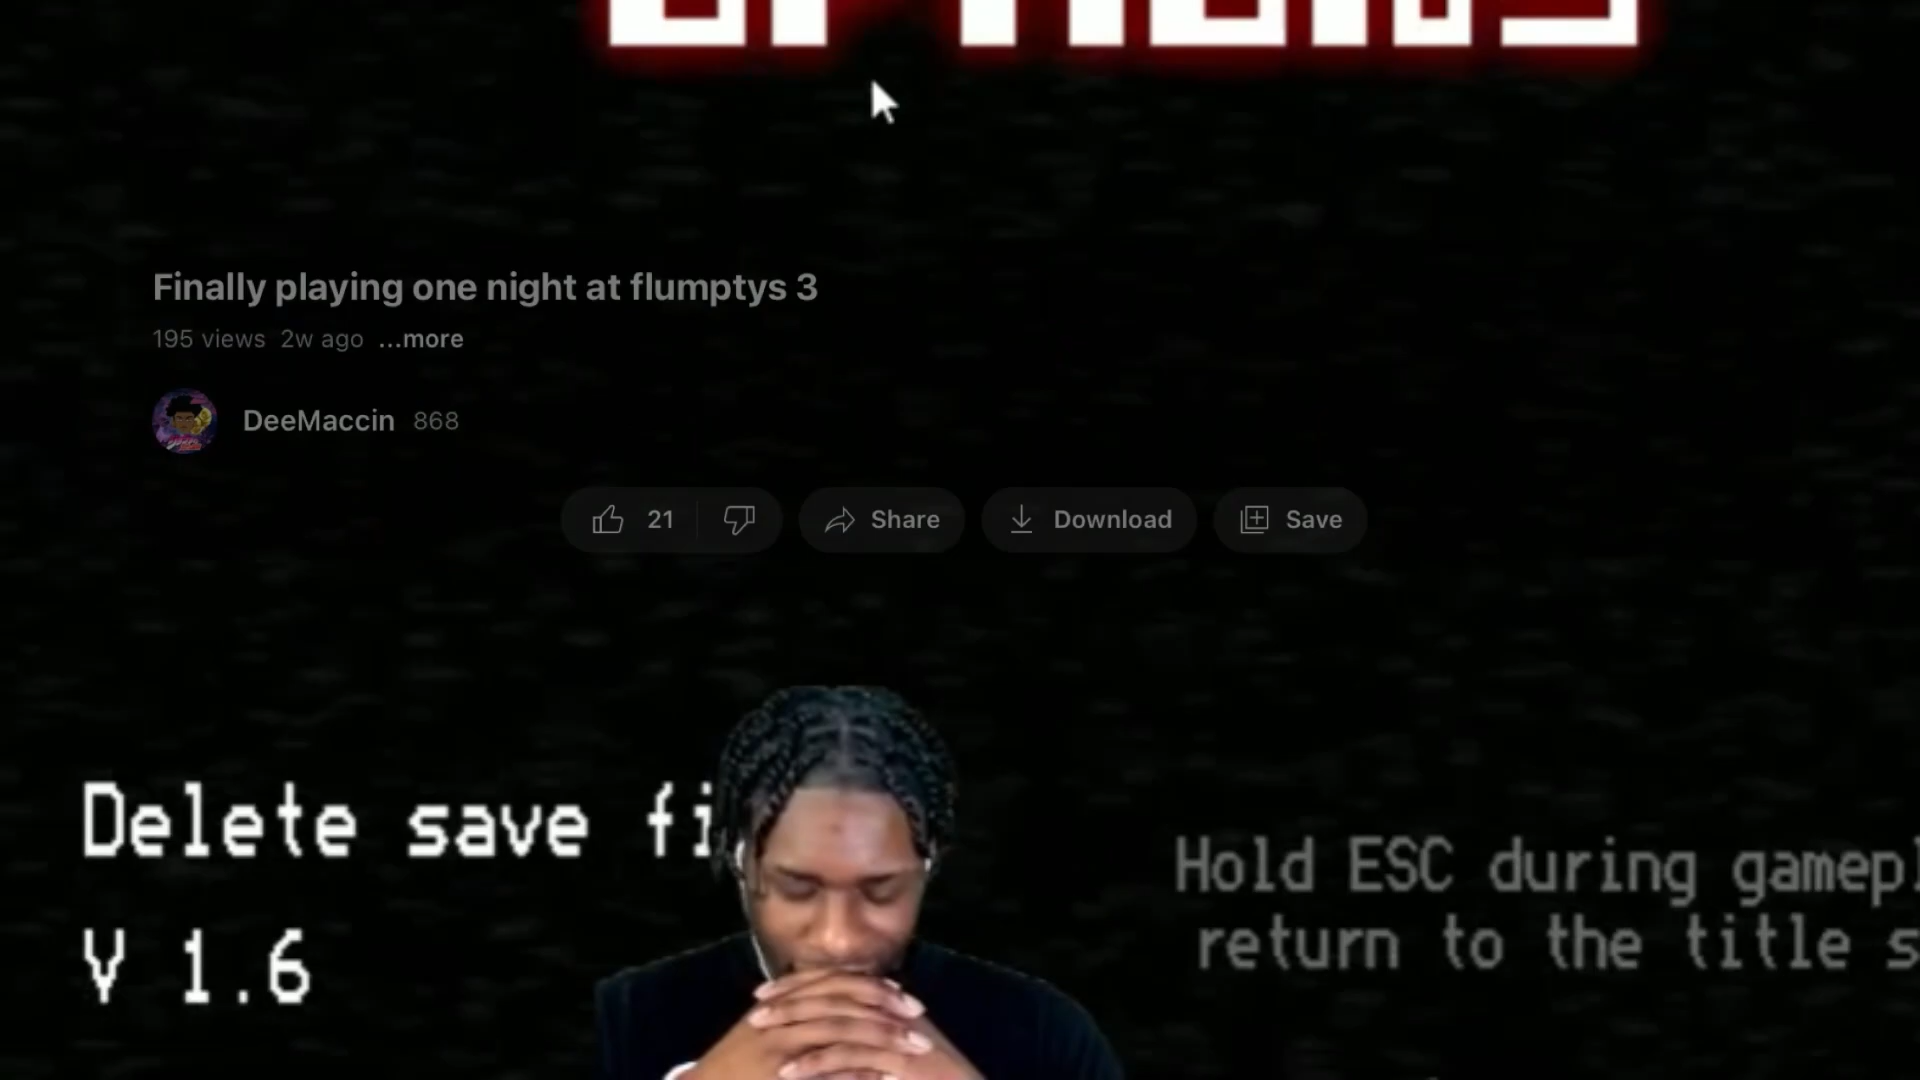 Finally playing one night at flumptys 3
195 views 2w ago ...more
DeeMaccin 868
21 Share Download Save
Delete save fi
V 1.6
Hold ESC during gamepl
return to the title s